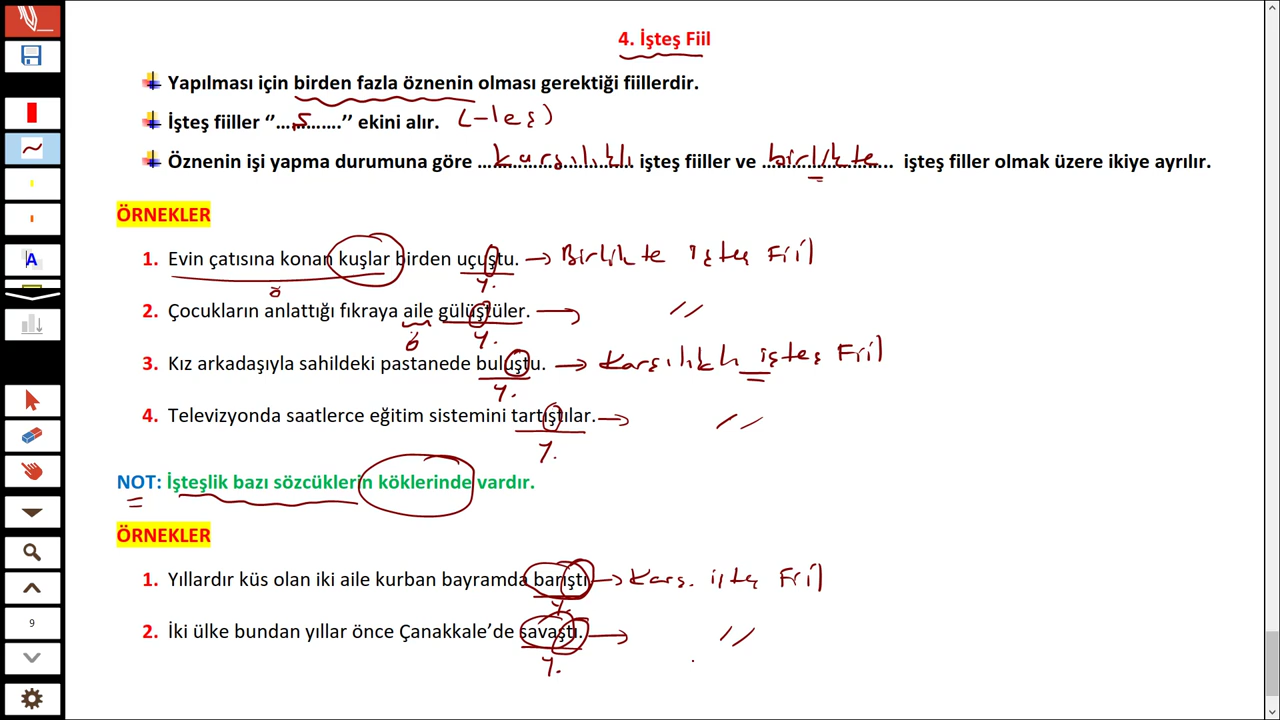 4. İşteş Fiil
Yapılması için birden fazla öznenin olması gerektiği fiillerdir.
İşteş fiiller ‘’…ş………’’ ekini alır. (-leş)
Öznenin işi yapma durumuna göre karşılıklı işteş fiiller ve birlikte işteş filler olmak üzere ikiye ayrılır.
ÖRNEKLER
1. Evin çatısına konan kuşlar birden uçuştu. → Birlikte işteş Fiil
ö y.
2. Çocukların anlattığı fıkraya aile gülüştüler. → //
ö y.
3. Kız arkadaşıyla sahildeki pastanede buluştu. → Karşılıklı işteş Fiil
y.
4. Televizyonda saatlerce eğitim sistemini tartıştılar. → //
y.
NOT: İşteşlik bazı sözcüklerin köklerinde vardır.
ÖRNEKLER
1. Yıllardır küs olan iki aile kurban bayramda barıştı. → Karş. işteş Fiil
y.
2. İki ülke bundan yıllar önce Çanakkale’de savaştı. → //
y.
A
9